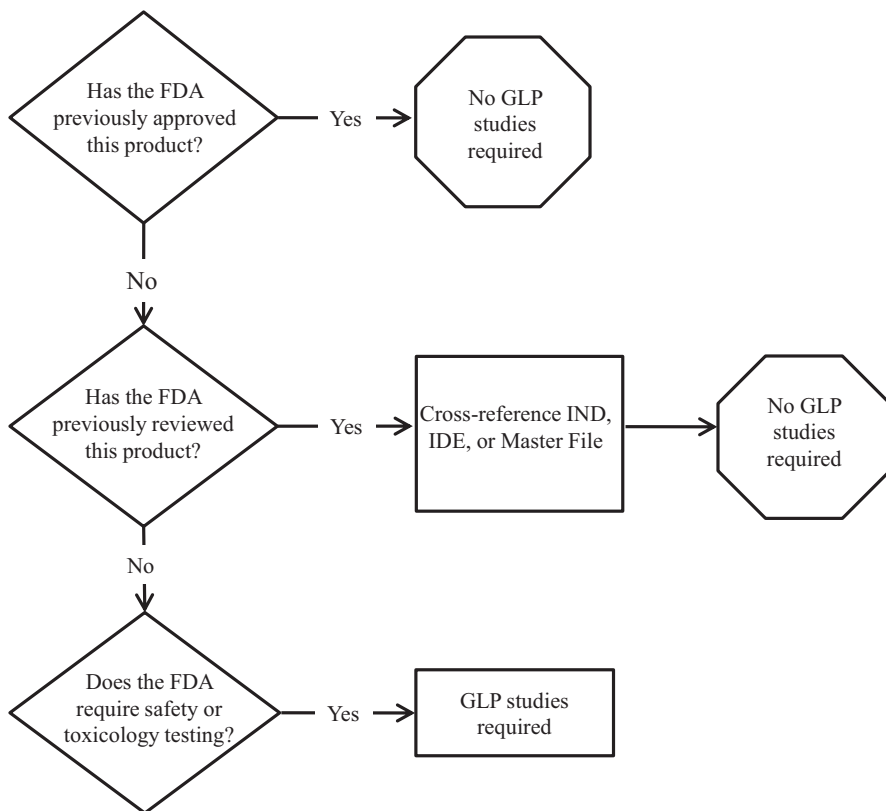 Has the FDA
previously approved
this product?
Yes
No GLP
studies
required
No
Has the FDA
previously reviewed
this product?
Yes
Cross-reference IND,
IDE, or Master File
No GLP
studies
required
No
Does the FDA
require safety or
toxicology testing?
Yes
GLP studies
required